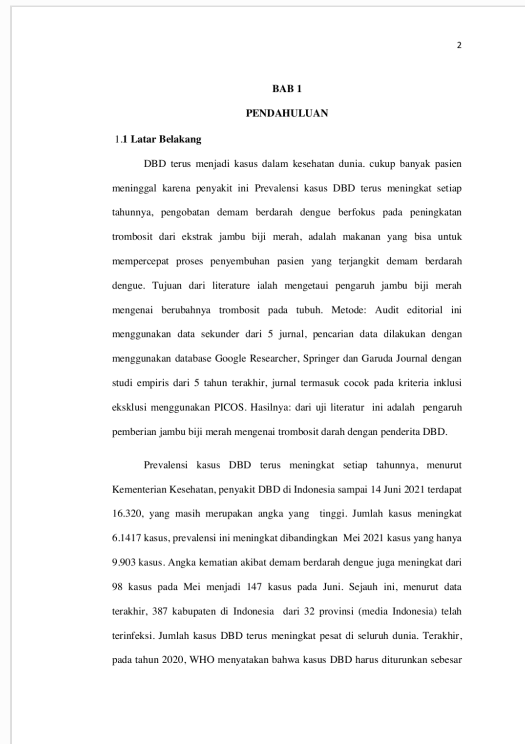 2
BAB 1
PENDAHULUAN
1.1 Latar Belakang
DBD terus menjadi kasus dalam kesehatan dunia. cukup banyak pasien
meninggal karena penyakit ini Prevalensi kasus DBD terus meningkat setiap
tahunnya, pengobatan demam berdarah dengue berfokus pada peningkatan
trombosit dari ekstrak jambu biji merah, adalah makanan yang bisa untuk
mempercepat proses penyembuhan pasien yang terjangkit demam berdarah
dengue. Tujuan dari literature ialah mengetaui pengaruh jambu biji merah
mengenai berubahnya trombosit pada tubuh. Metode: Audit editorial ini
menggunakan data sekunder dari 5 jurnal, pencarian data dilakukan dengan
menggunakan database Google Researcher, Springer dan Garuda Journal dengan
studi empiris dari 5 tahun terakhir, jurnal termasuk cocok pada kriteria inklusi
eksklusi menggunakan PICOS. Hasilnya: dari uji literatur ini adalah pengaruh
pemberian jambu biji merah mengenai trombosit darah dengan penderita DBD.
Prevalensi kasus DBD terus meningkat setiap tahunnya, menurut
Kementerian Kesehatan, penyakit DBD di Indonesia sampai 14 Juni 2021 terdapat
16.320, yang masih merupakan angka yang tinggi. Jumlah kasus meningkat
6.1417 kasus, prevalensi ini meningkat dibandingkan Mei 2021 kasus yang hanya
9.903 kasus. Angka kematian akibat demam berdarah dengue juga meningkat dari
98 kasus pada Mei menjadi 147 kasus pada Juni. Sejauh ini, menurut data
terakhir, 387 kabupaten di Indonesia dari 32 provinsi (media Indonesia) telah
terinfeksi. Jumlah kasus DBD terus meningkat pesat di seluruh dunia. Terakhir,
pada tahun 2020, WHO menyatakan bahwa kasus DBD harus diturunkan sebesar